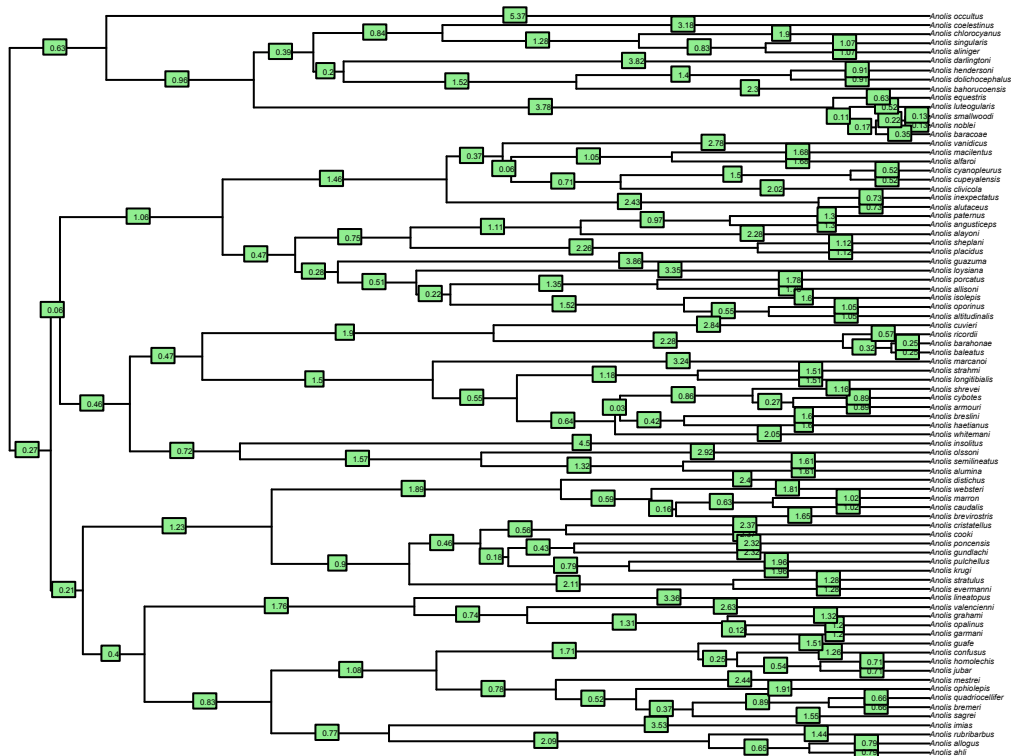 5.37 Anolis occultus
3.18 Anolis coelestinus
0.84 1.9 Anolis chlorocyanus
1.28 1.07 Anolis singularis
0.63 0.39 0.83 1.07 Anolis aliniger
3.82 Anolis darlingtoni
0.2 1.4 0.91 Anolis hendersoni
0.96 1.52 0.91 Anolis dolichocephalus
2.3 Anolis bahorucoensis
0.63 Anolis equestris
3.78 0.52 Anolis luteogularis
0.11 0.13 Anolis smallwoodi
0.17 0.22 0.13 Anolis noblei
0.35 Anolis baracoae
2.78 Anolis vanidicus
0.37 1.05 1.68 Anolis macilentus
0.06 1.68 Anolis alfaroi
1.46 1.5 0.52 Anolis cyanopleurus
0.71 0.52 Anolis cupeyalensis
2.02 Anolis clivicola
2.43 0.73 Anolis inexpectatus
0.73 Anolis alutaceus
1.06 0.97 1.3 Anolis paternus
1.11 1.3 Anolis angusticeps
0.75 2.28 Anolis alayoni
2.26 1.12 Anolis sheplani
0.47 1.12 Anolis placidus
3.86 Anolis guazuma
0.28 3.35 Anolis loysiana
0.51 1.35 1.78 Anolis porcatus
Anolis allisoni
0.22 1.52 1.6 Anolis isolepis
0.06 0.55 1.05 Anolis oporinus
1.05 Anolis altitudinalis
2.84 Anolis cuvieri
1.9 0.57 Anolis ricordii
2.28 0.25 Anolis barahonae
0.47 0.32 0.25 Anolis baleatus
3.24 Anolis marcanoi
1.18 1.51 Anolis strahmi
1.5 1.51 Anolis longitibialis
0.86 1.16 Anolis shrevei
0.55 0.27 0.89 Anolis cybotes
0.46 0.03 0.89 Anolis armouri
0.64 0.42 1.6 Anolis breslini
1.6 Anolis haetianus
2.05 Anolis whitemani
4.5 Anolis insolitus
0.27 0.72 2.92 Anolis olssoni
1.57 1.32 1.61 Anolis semilineatus
1.61 Anolis alumina
2.4 Anolis distichus
1.89 1.81 Anolis websteri
0.59 0.63 1.02 Anolis marron
0.16 1.02 Anolis caudalis
1.65 Anolis brevirostris
1.23 0.56 2.37 Anolis cristatellus
Anolis cooki
0.46 0.43 2.32 Anolis poncensis
0.18 2.32 Anolis gundlachi
0.9 0.79 1.96 Anolis pulchellus
1.96 Anolis krugi
2.11 1.28 Anolis stratulus
0.21 1.28 Anolis evermanni
3.36 Anolis lineatopus
1.76 2.63 Anolis valencienni
0.74 1.32 Anolis grahami
1.31 1.2 Anolis opalinus
0.12 1.2 Anolis garmani
1.51 Anolis guafe
0.4 1.71 1.26 Anolis confusus
0.25 0.54 0.71 Anolis homolechis
1.08 0.71 Anolis jubar
2.44 Anolis mestrei
0.78 1.91 Anolis ophiolepis
0.52 0.66 Anolis quadriocellifer
0.83 0.37 0.89 0.66 Anolis bremeri
1.55 Anolis sagrei
3.53 Anolis imias
0.77 1.44 Anolis rubribarbus
2.09 0.79 Anolis allogus
0.65 0.79 Anolis ahli